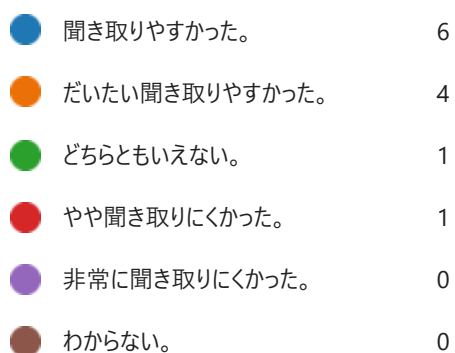 聞き取りやすかった。 6
だいたい聞き取りやすかった。 4
どちらともいえない。 1
やや聞き取りにくかった。 1
非常に聞き取りにくかった。 0
わからない。 0